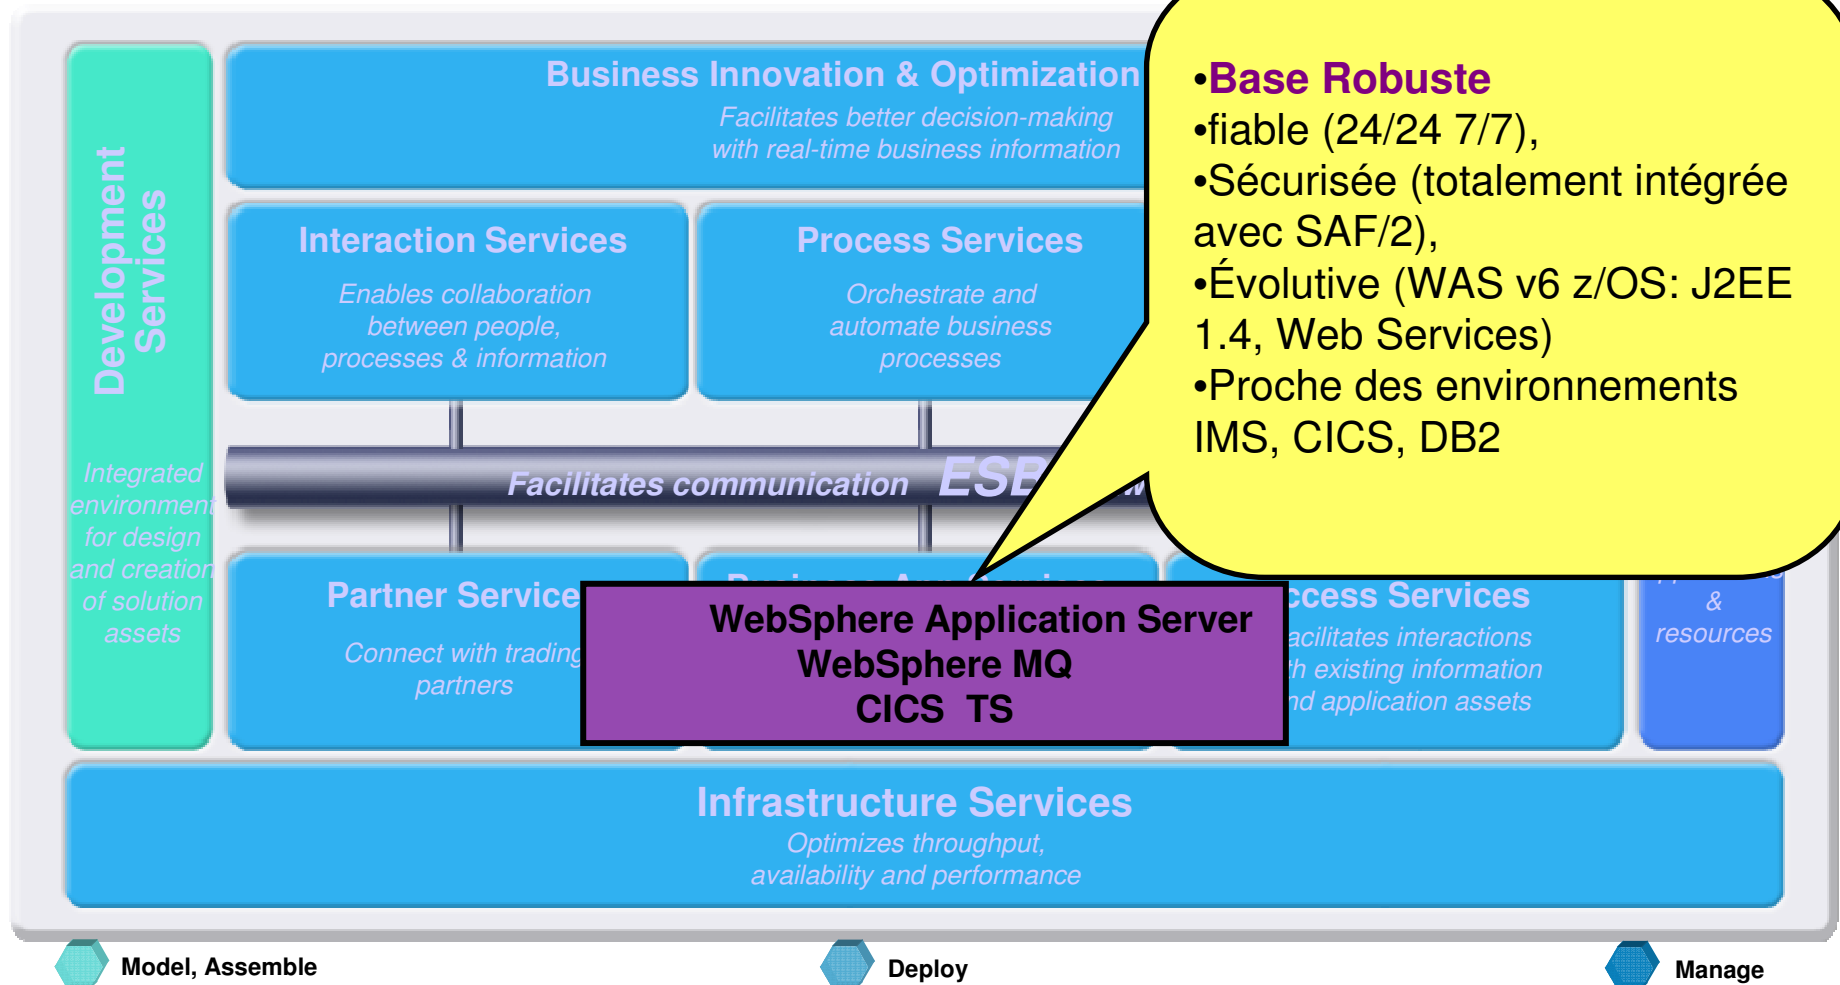 Business Innovation & Optimization
Facilitates better decision-making
with real-time business information
•Base Robuste
•fiable (24/24 7/7),
•Sécurisée (totalement intégrée
avec SAF/2),
•Évolutive (WAS v6 z/OS: J2EE
1.4, Web Services)
•Proche des environnements
IMS, CICS, DB2
Development
Services
Integrated
environment
for design
and creation
of solution
assets
Interaction Services
Enables collaboration
between people,
processes & information
Process Services
Orchestrate and
automate business
processes
Facilitates communication ESB
Partner Service
Connect with trading
partners
WebSphere Application Server
WebSphere MQ
CICS TS
ccess Services
acilitates interactions
th existing information
nd application assets
&
resources
Infrastructure Services
Optimizes throughput,
availability and performance
Model, Assemble
Deploy
Manage